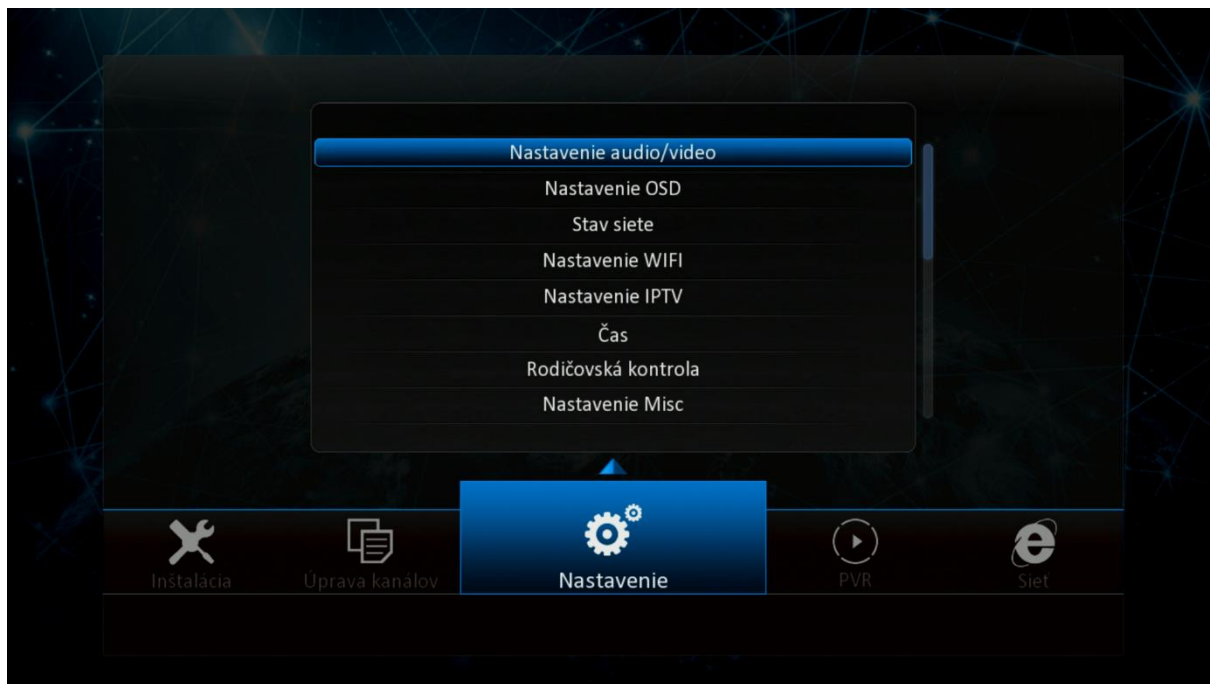 Nastavenie audio/video
Nastavenie OSD
Stav siete
Nastavenie WIFI
Nastavenie IPTV
Čas
Rodičovská kontrola
Nastavenie Misc
Inštalácia
Úprava kanálov
Nastavenie
PVR
Sieť